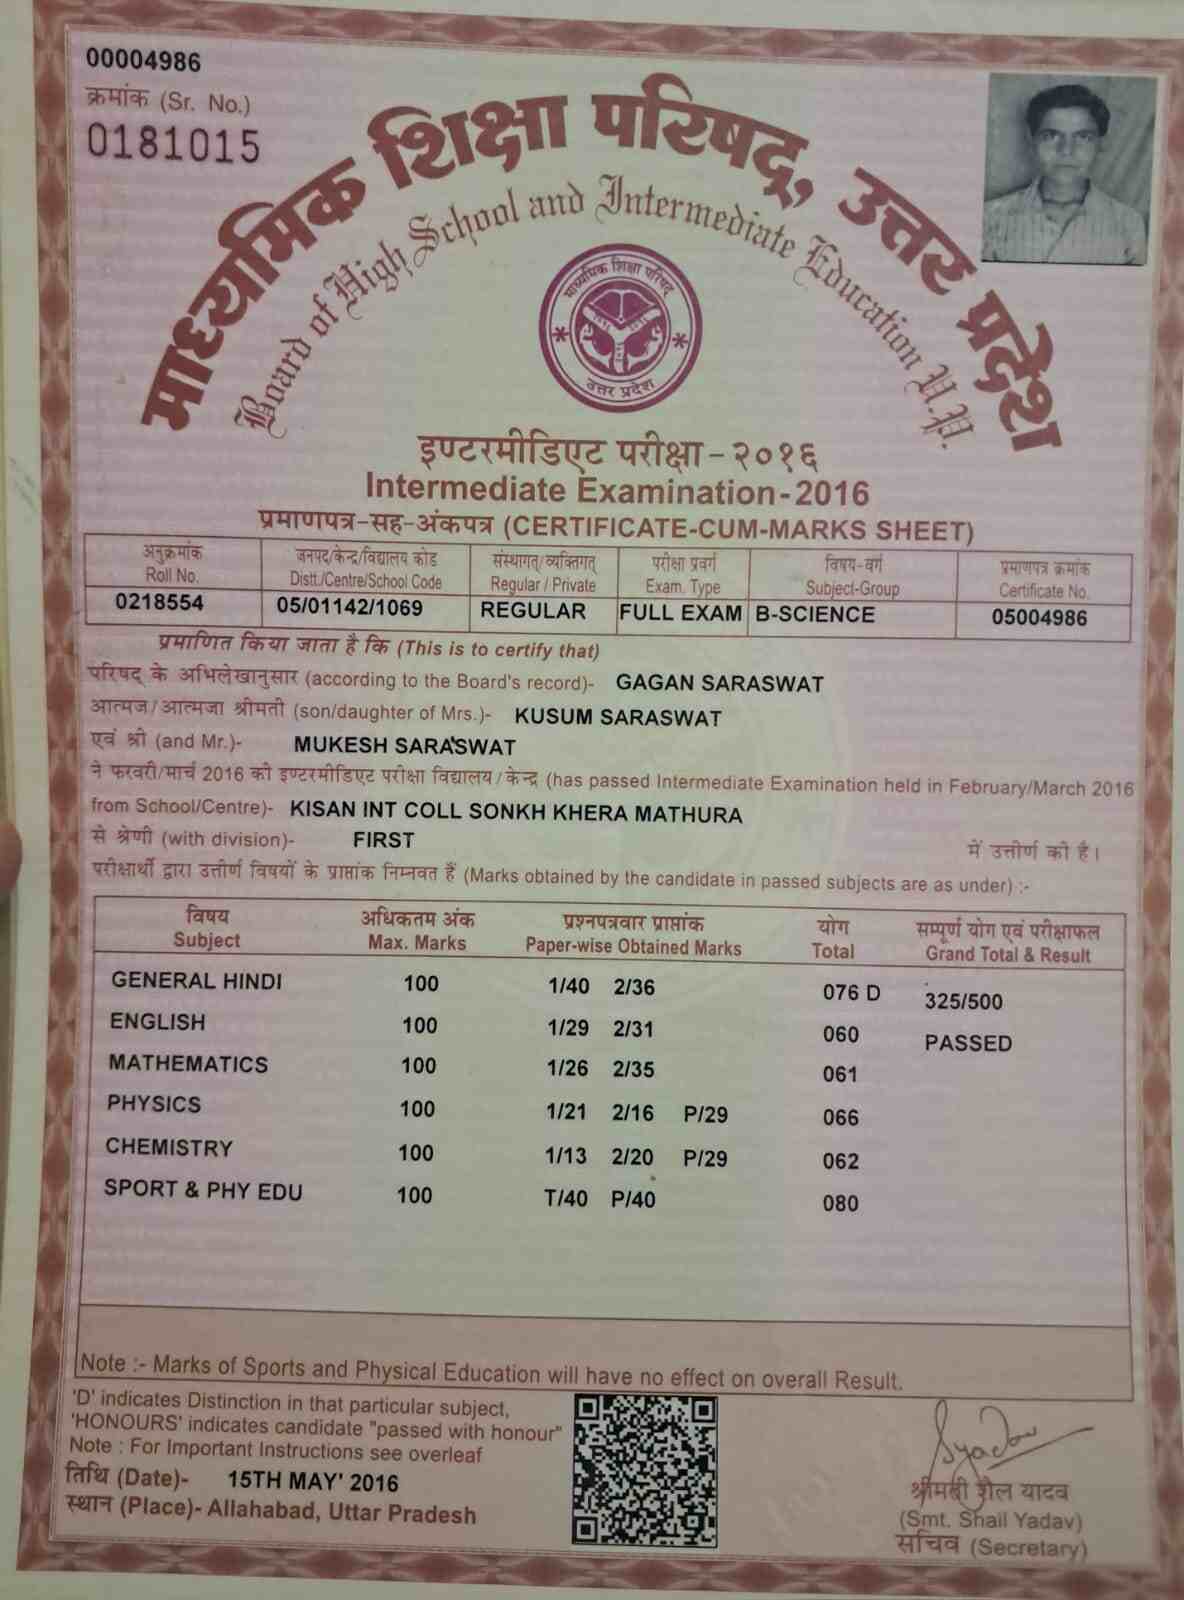 00004986
क्रमांक (Sr. No.)
0181015
माध्यमिक शिक्षा परिषद्, उत्तर प्रदेश
Board of High School and Intermediate Education U.P.
माध्यमिक शिक्षा परिषद्
उत्तर प्रदेश
इण्टरमीडिएट परीक्षा - २०१६
Intermediate Examination-2016
प्रमाणपत्र-सह-अंकपत्र (CERTIFICATE-CUM-MARKS SHEET)
अनुक्रमांक जनपद/केन्द्र/विद्यालय कोड संस्थागत्/व्यक्तिगत् परीक्षा प्रवर्ग विषय-वर्ग प्रमाणपत्र क्रमांक
Roll No. Distt./Centre/School Code Regular / Private Exam. Type Subject-Group Certificate No.
0218554 05/01142/1069 REGULAR FULL EXAM B-SCIENCE 05004986
प्रमाणित किया जाता है कि (This is to certify that)
परिषद् के अभिलेखानुसार (according to the Board's record)- GAGAN SARASWAT
आत्मज/आत्मजा श्रीमती (son/daughter of Mrs.)- KUSUM SARASWAT
एवं श्री (and Mr.)- MUKESH SARASWAT
ने फरवरी/मार्च 2016 की इण्टरमीडिएट परीक्षा विद्यालय/केन्द्र (has passed Intermediate Examination held in February/March 2016
from School/Centre)- KISAN INT COLL SONKH KHERA MATHURA
से श्रेणी (with division)- FIRST में उत्तीर्ण की है।
परीक्षार्थी द्वारा उत्तीर्ण विषयों के प्राप्तांक निम्नवत हैं (Marks obtained by the candidate in passed subjects are as under) :-
विषय अधिकतम अंक प्रश्नपत्रवार प्राप्तांक योग सम्पूर्ण योग एवं परीक्षाफल
Subject Max. Marks Paper-wise Obtained Marks Total Grand Total & Result
GENERAL HINDI 100 1/40 2/36 076 D 325/500
ENGLISH 100 1/29 2/31 060 PASSED
MATHEMATICS 100 1/26 2/35 061
PHYSICS 100 1/21 2/16 P/29 066
CHEMISTRY 100 1/13 2/20 P/29 062
SPORT & PHY EDU 100 T/40 P/40 080
Note :- Marks of Sports and Physical Education will have no effect on overall Result.
'D' indicates Distinction in that particular subject,
'HONOURS' indicates candidate "passed with honour"
Note : For Important Instructions see overleaf
तिथि (Date)- 15TH MAY' 2016
स्थान (Place)- Allahabad, Uttar Pradesh
Syadav
श्रीमती शैल यादव
(Smt. Shail Yadav)
सचिव (Secretary)